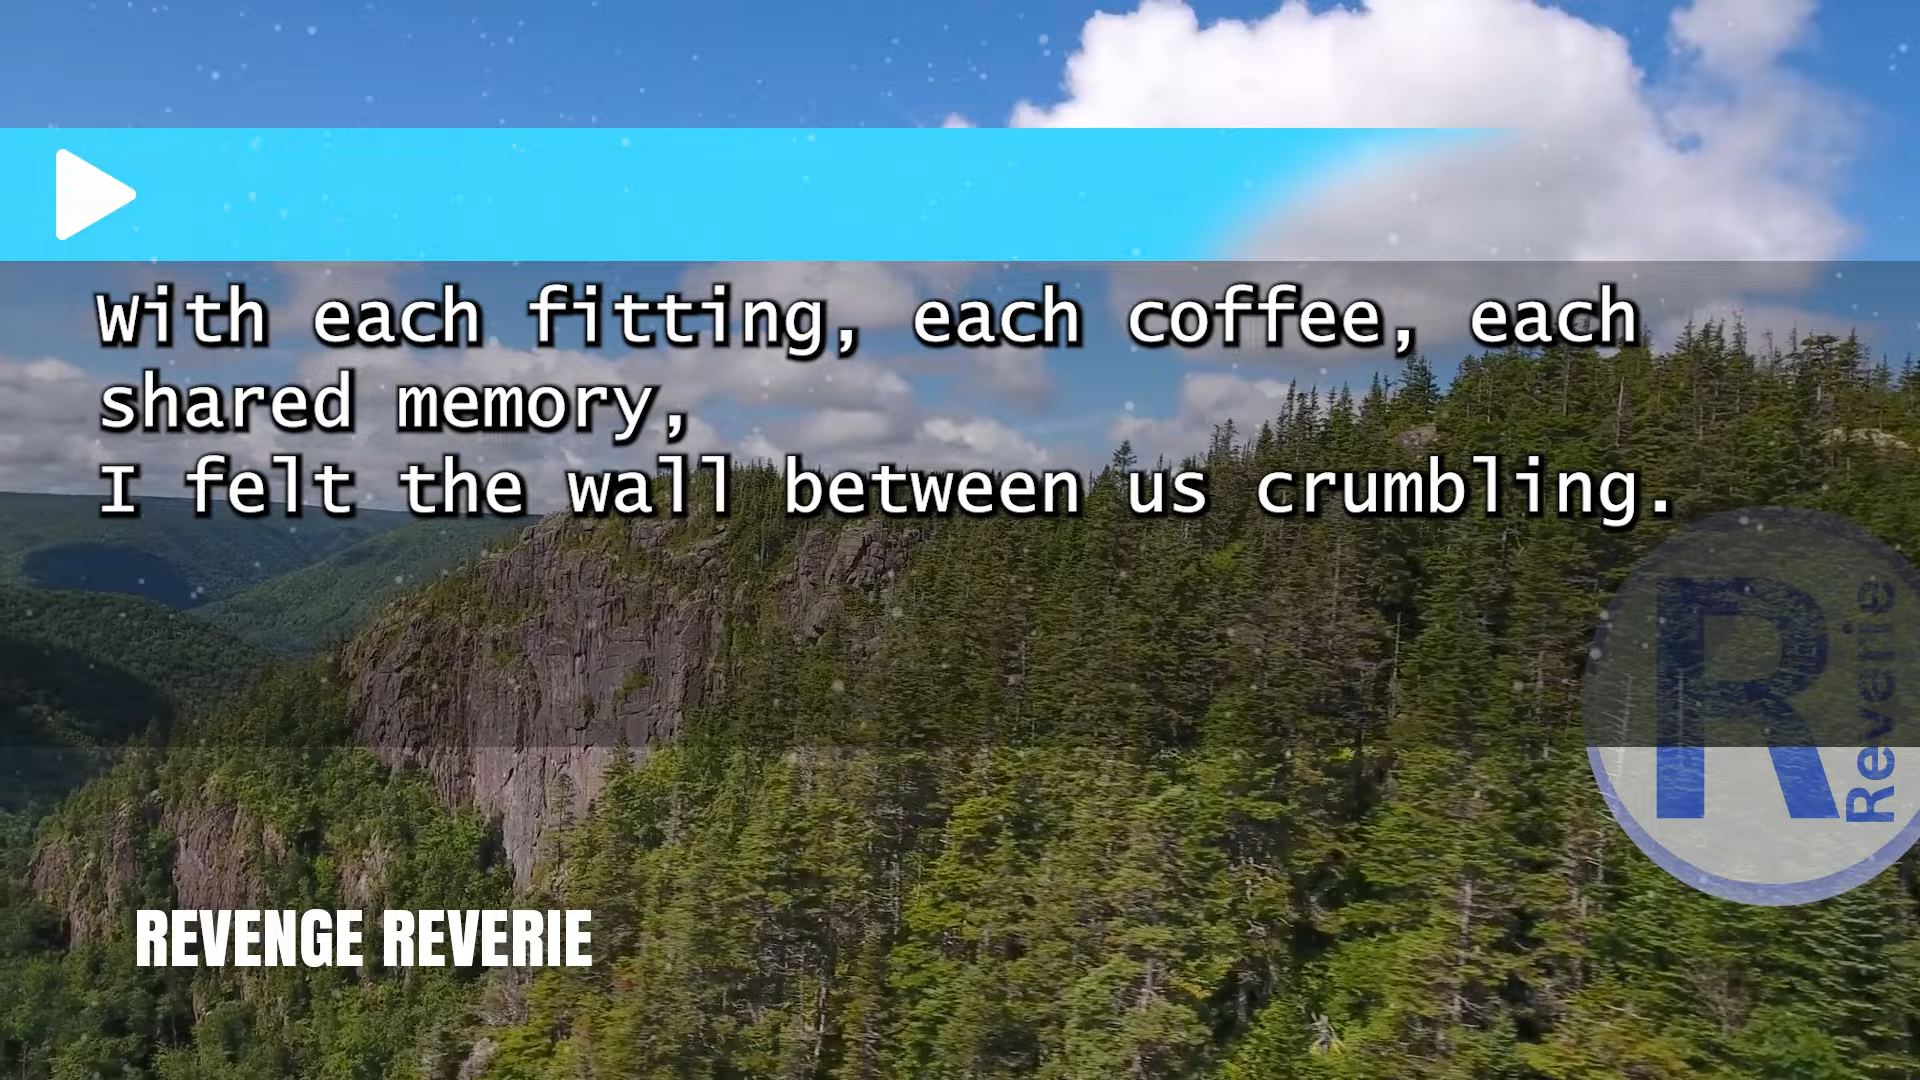 With each fitting, each coffee, each
shared memory,
I felt the wall between us crumbling.
R
Reverie
REVENGE REVERIE